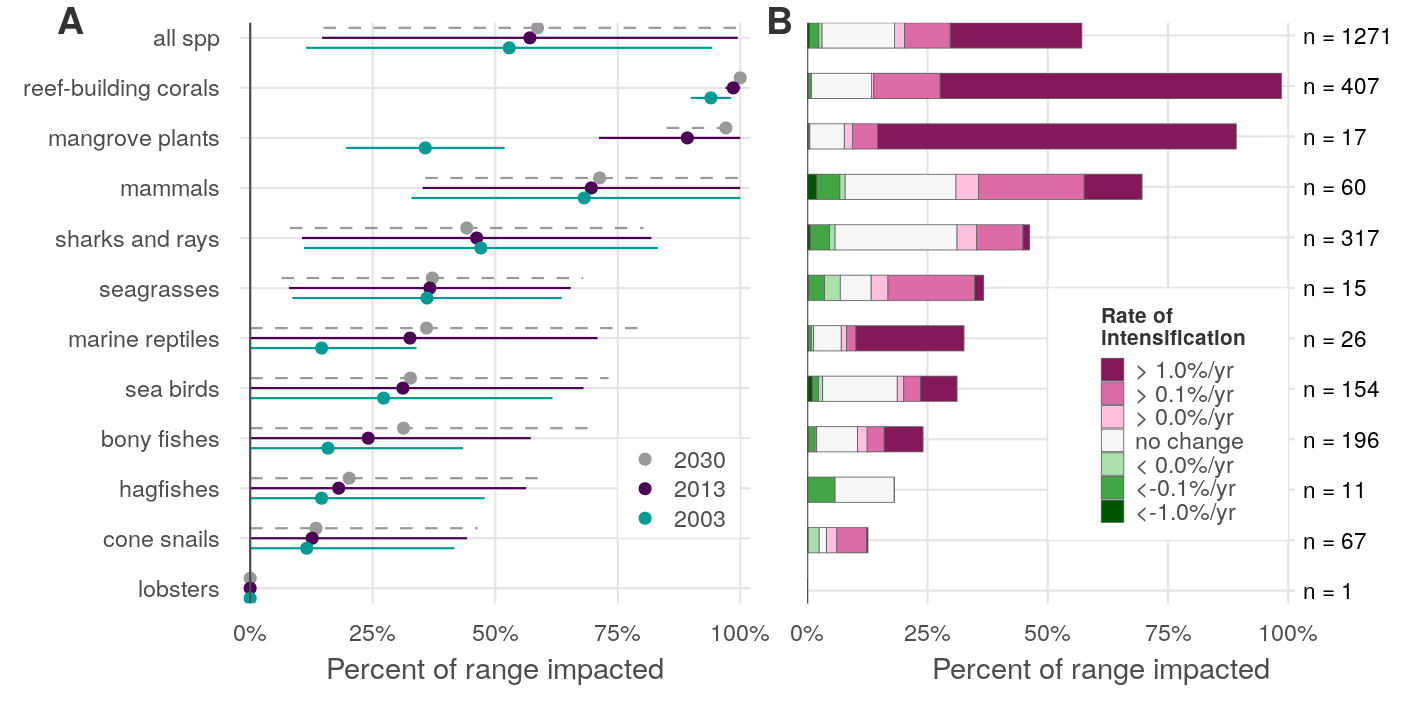 A
all spp
reef-building corals
mangrove plants
mammals
sharks and rays
seagrasses
marine reptiles
sea birds
bony fishes
hagfishes
cone snails
lobsters
2030
2013
2003
0% 25% 50% 75% 100%
Percent of range impacted
B
n = 1271
n = 407
n = 17
n = 60
n = 317
n = 15
n = 26
n = 154
n = 196
n = 11
n = 67
n = 1
Rate of
intensification
> 1.0%/yr
> 0.1%/yr
> 0.0%/yr
no change
< 0.0%/yr
<-0.1%/yr
<-1.0%/yr
0% 25% 50% 75% 100%
Percent of range impacted